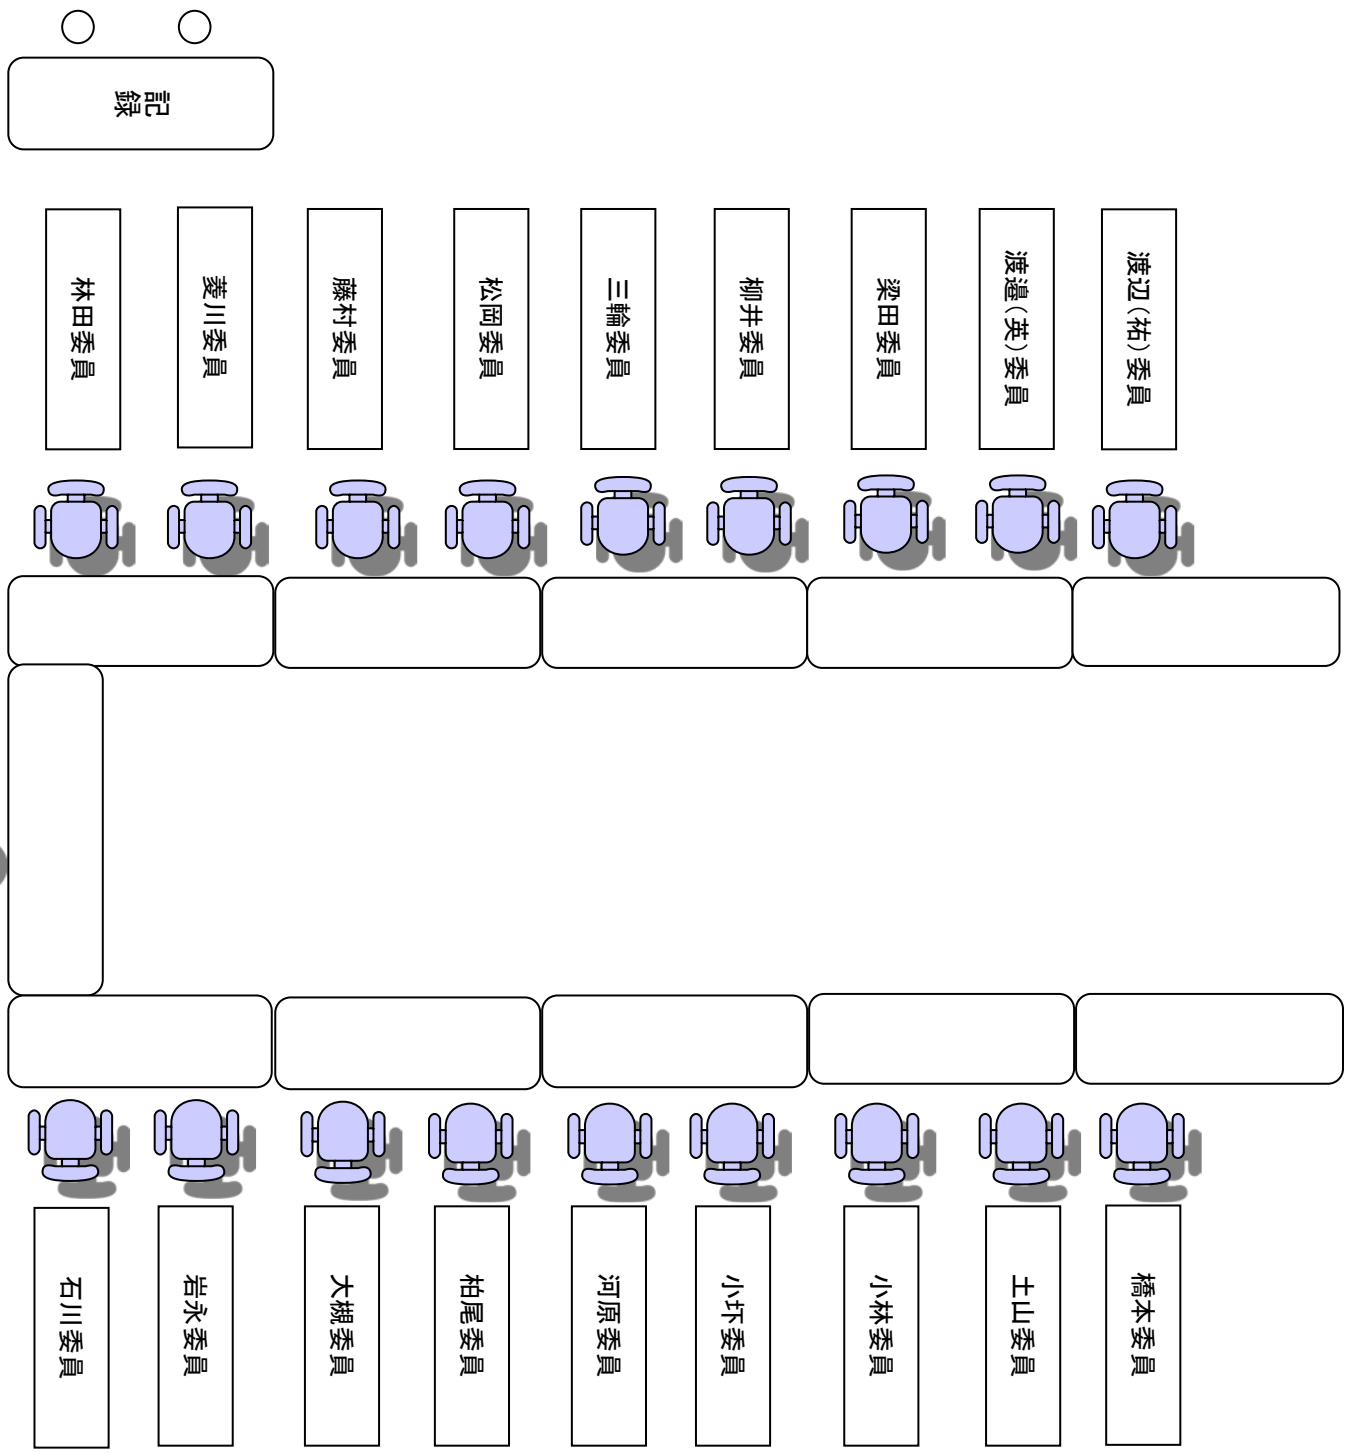 記録
林田委員
菱川委員
藤村委員
松岡委員
三輪委員
柳井委員
梁田委員
渡邉（英）委員
渡辺（祐）委員
石川委員
岩永委員
大槻委員
柏尾委員
河原委員
小圷委員
小林委員
土山委員
橋本委員